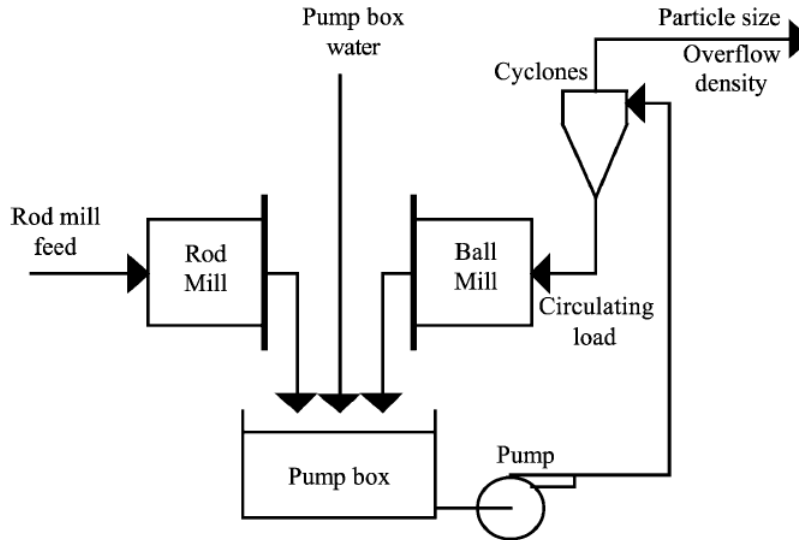 Pump box
water
Particle size
Overflow
density
Cyclones
Rod mill
feed
Rod
Mill
Ball
Mill
Circulating
load
Pump box
Pump